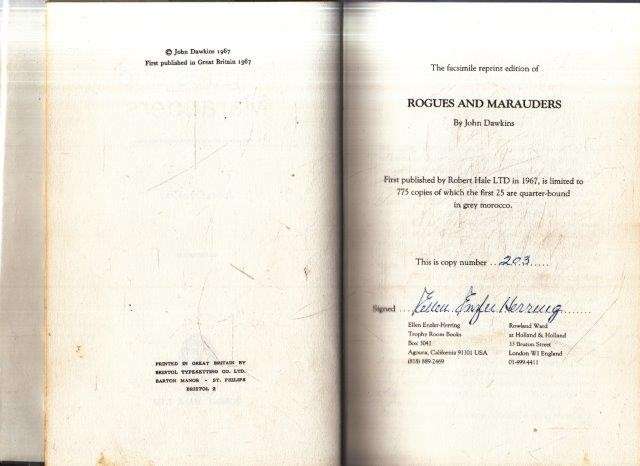 © John Dawkins 1967
First published in Great Britain 1967
PRINTED IN GREAT BRITAIN BY
BRISTOL TYPESETTING CO. LTD.
BARTON MANOR - ST. PHILIPS
BRISTOL 2
The facsimile reprint edition of
ROGUES AND MARAUDERS
By John Dawkins
First published by Robert Hale LTD in 1967, is limited to
775 copies of which the first 25 are quarter-bound
in grey morocco.
This is copy number ...203.....
Signed ...Ellen Enzler Herring.......
Ellen Enzler-Herring
Trophy Room Books
Box 3041
Agoura, California 91301 USA
(818) 889-2469
Rowland Ward
at Holland & Holland
33 Bruton Street
London W1 England
01-499-4411